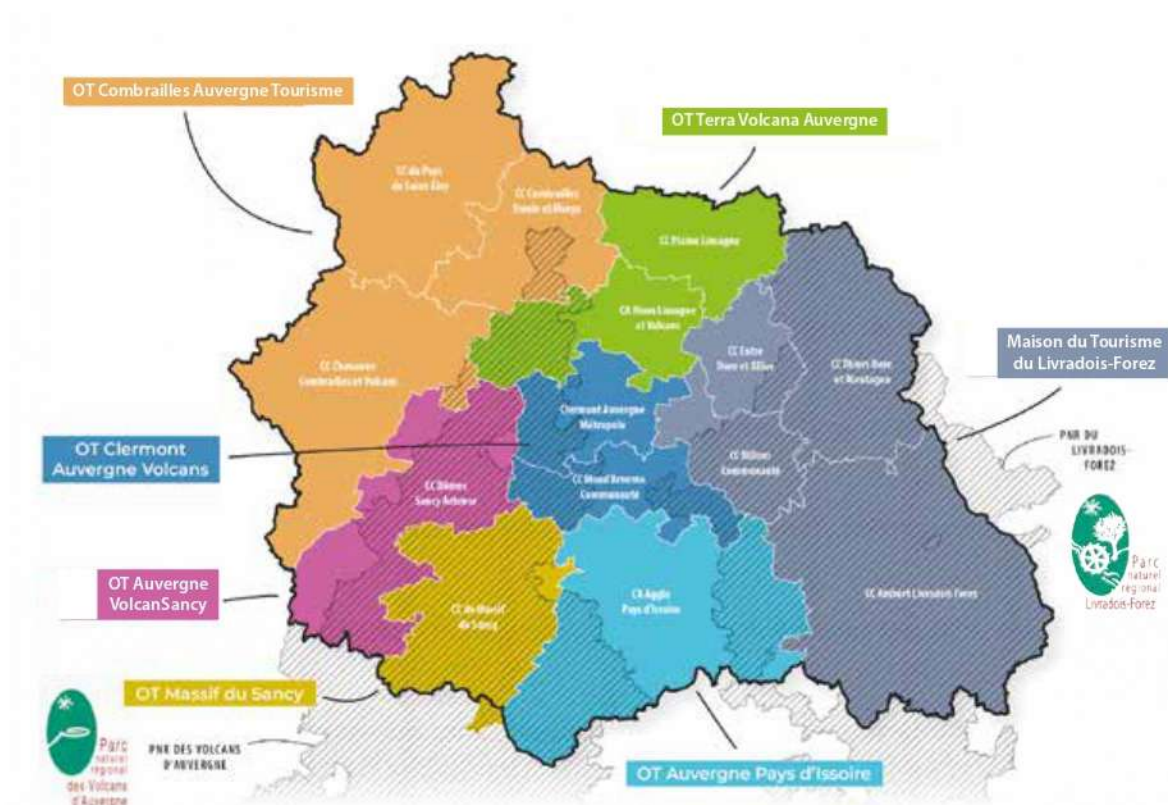 OT Combrailles Auvergne Tourisme
OT Terra Volcana Auvergne
CC du Pays
de Saint-Éloy
CC Combrailles
Sioule et Morge
CC Plaine Limagne
CA Riom Limagne
et Volcans
CC Entre
Dore et Allier
CC Thiers Dore
et Montagne
Maison du Tourisme
du Livradois-Forez
CC Chavanon
Combrailles et Volcans
Clermont Auvergne
Métropole
OT Clermont
Auvergne Volcans
PNR DU
LIVRADOIS-
FOREZ
CC Billom
Communauté
CC Dômes
Sancy Artense
CC Mond'Arverne
Communauté
Parc
naturel
régional
Livradois-Forez
OT Auvergne
VolcanSancy
CC du Massif
du Sancy
CA Agglo
Pays d'Issoire
CC Ambert Livradois Forez
OT Massif du Sancy
Parc
naturel
régional
des Volcans
d'Auvergne
PNR DES VOLCANS
D'AUVERGNE
OT Auvergne Pays d'Issoire